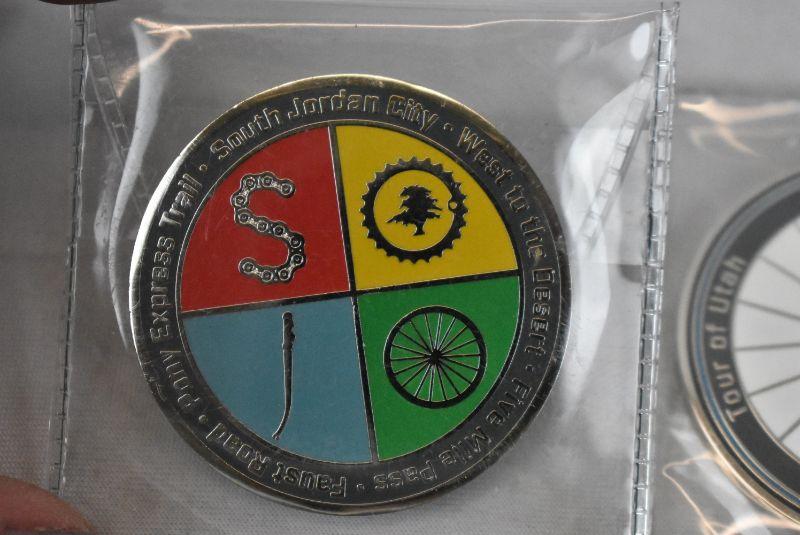 South Jordan City · West to the Desert · Five Mile Pass · Faust Road · Pony Express Trail ·
S
Tour of Utah